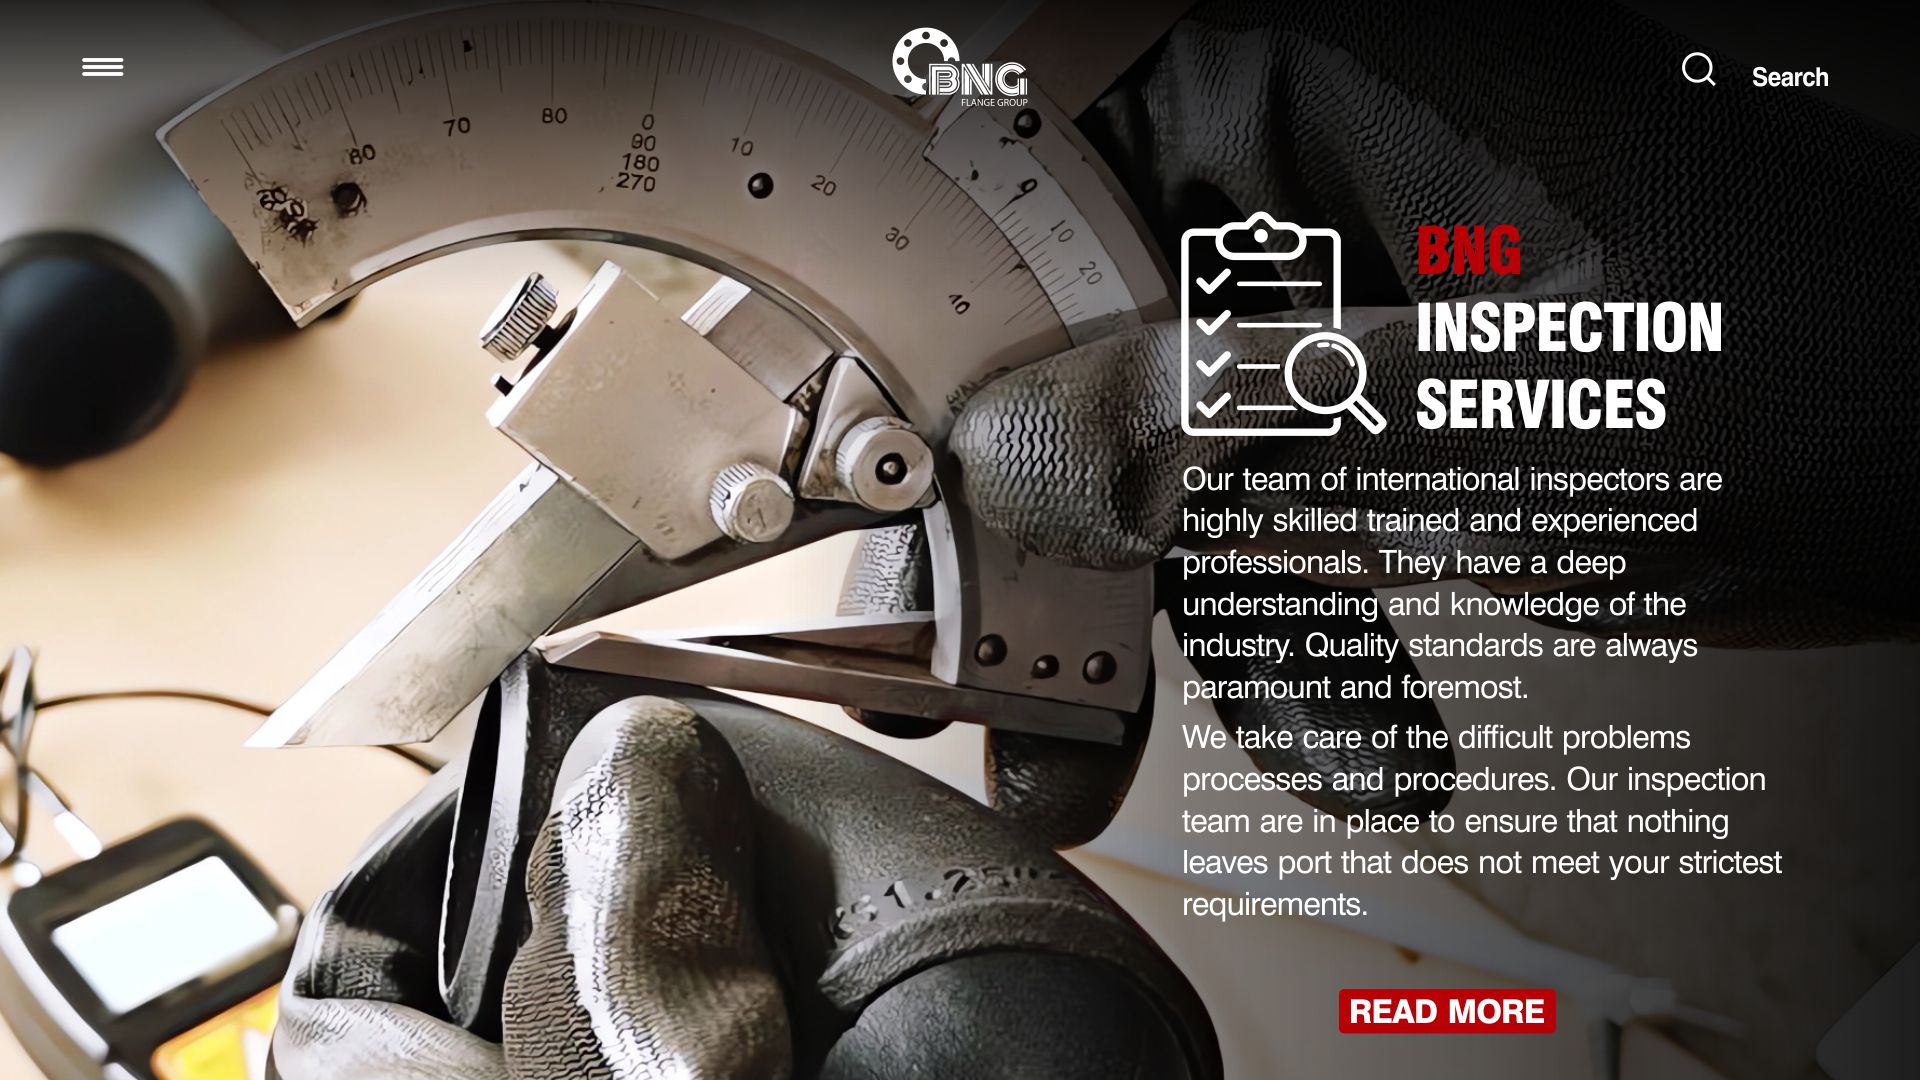 BNG
FLANGE GROUP
Search
70
80
0
90
180
270
10
20
30
40
60
0
10
20
BNG
INSPECTION
SERVICES
Our team of international inspectors are
highly skilled trained and experienced
professionals. They have a deep
understanding and knowledge of the
industry. Quality standards are always
paramount and foremost.
We take care of the difficult problems
processes and procedures. Our inspection
team are in place to ensure that nothing
leaves port that does not meet your strictest
requirements.
READ MORE